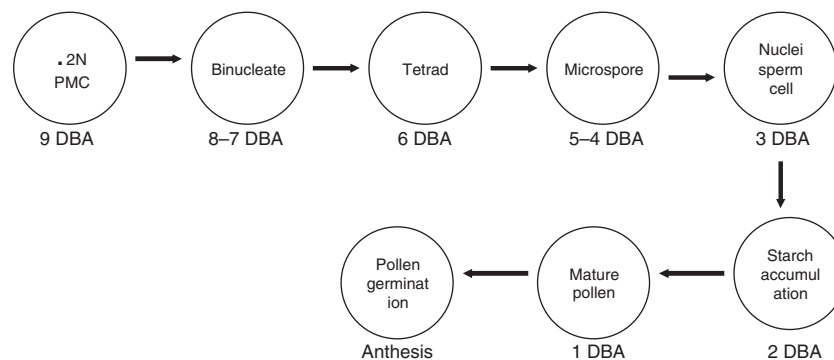 .2N
PMC
9 DBA
Binucleate
8–7 DBA
Tetrad
6 DBA
Microspore
5–4 DBA
Nuclei
sperm
cell
3 DBA
Starch
accumul
ation
2 DBA
Mature
pollen
1 DBA
Pollen
germinat
ion
Anthesis